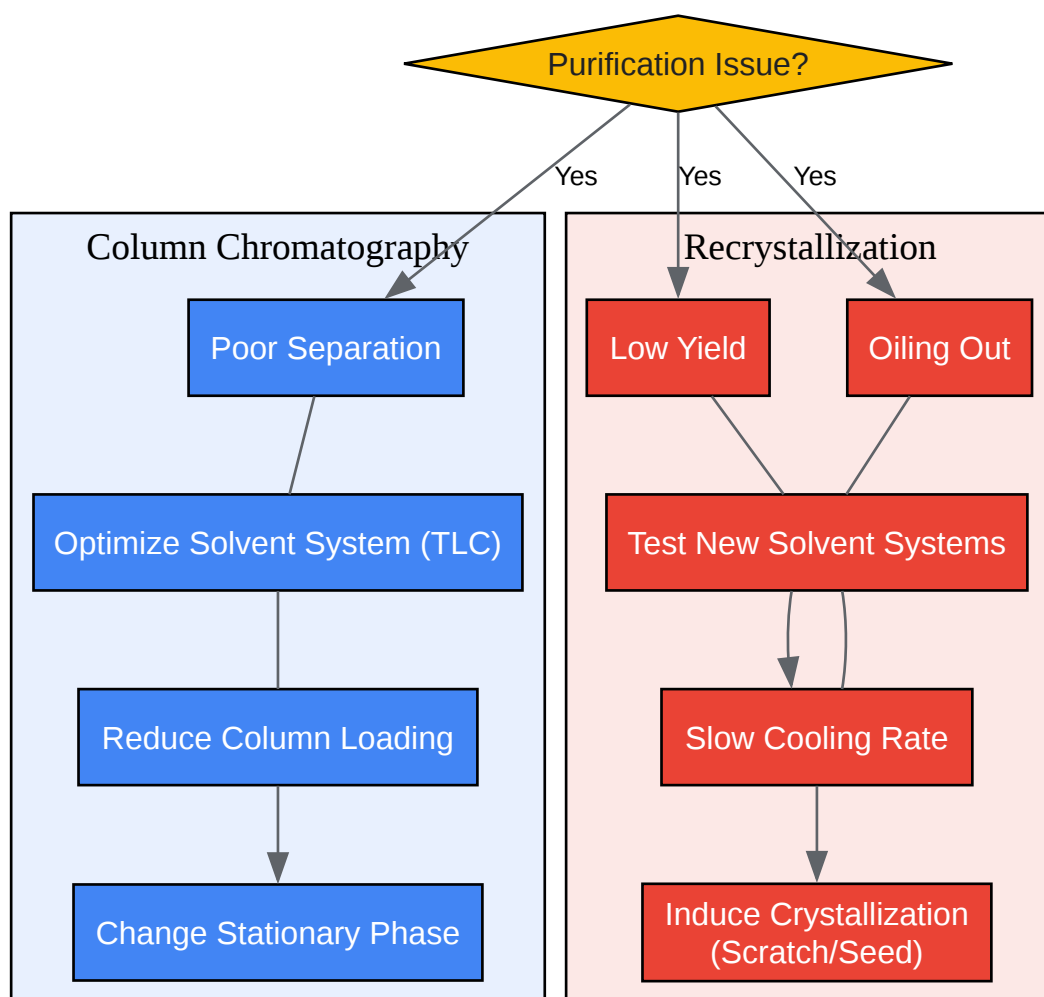 Purification Issue?
Yes
Yes
Yes
Column Chromatography
Recrystallization
Poor Separation
Low Yield
Oiling Out
Optimize Solvent System (TLC)
Test New Solvent Systems
Reduce Column Loading
Slow Cooling Rate
Change Stationary Phase
Induce Crystallization
(Scratch/Seed)